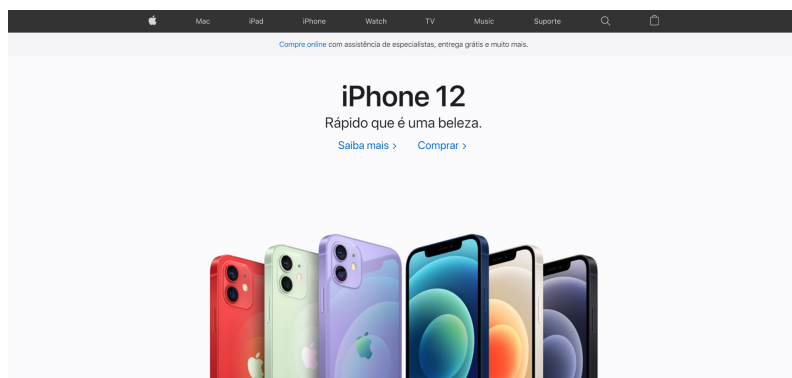 Mac iPad iPhone Watch TV Music Suporte
Compre online com assistência de especialistas, entrega grátis e muito mais.
iPhone 12
Rápido que é uma beleza.
Saiba mais > Comprar >